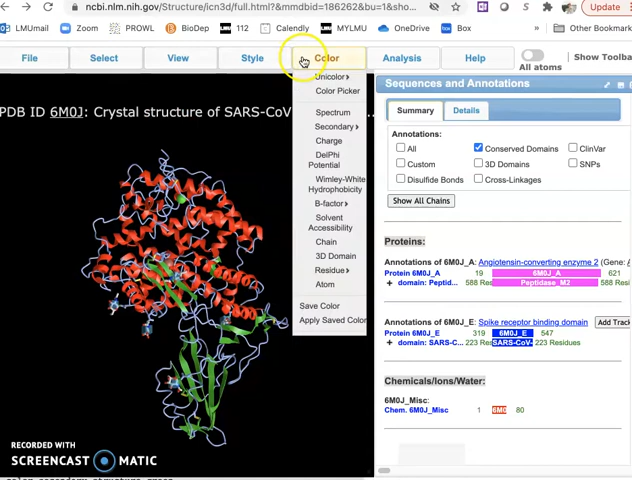 ncbi.nlm.nih.gov/Structure/icn3d/full.html?&mmdbid=186262&bu=1&sho...
Update
LMUmail Zoom PROWL BioDep Calendly MYLMU OneDrive 112 Box Other Bookmark
File Select View Style Color Analysis Help All atoms Show Toolba
PDB ID 6M0J: Crystal structure of SARS-CoV
Unicolor
Color Picker
Spectrum
Secondary
Charge
DelPhi
Potential
Wimley-White
Hydrophobicity
B-factor
Solvent
Accessibility
Chain
3D Domain
Residue
Atom
Save Color
Apply Saved Color
Sequences and Annotations
Summary Details
Annotations:
All Conserved Domains ClinVar
Custom 3D Domains SNPs
Disulfide Bonds Cross-Linkages
Show All Chains
Proteins:
Annotations of 6M0J_A: Angiotensin-converting enzyme 2 (Gene:
Protein 6M0J_A 19 6M0J_A 621
+ domain: Peptid... 588 Res Peptidase_M2 588 Resi
Annotations of 6M0J_E: Spike receptor binding domain Add Track
Protein 6M0J_E 319 6M0J_E 547
+ domain: SARS-C... 223 Res SARS-CoV- 223 Residues
Chemicals/Ions/Water:
6M0J_Misc
Chem. 6M0J_Misc 1 6M0 80
RECORDED WITH
SCREENCAST MATIC